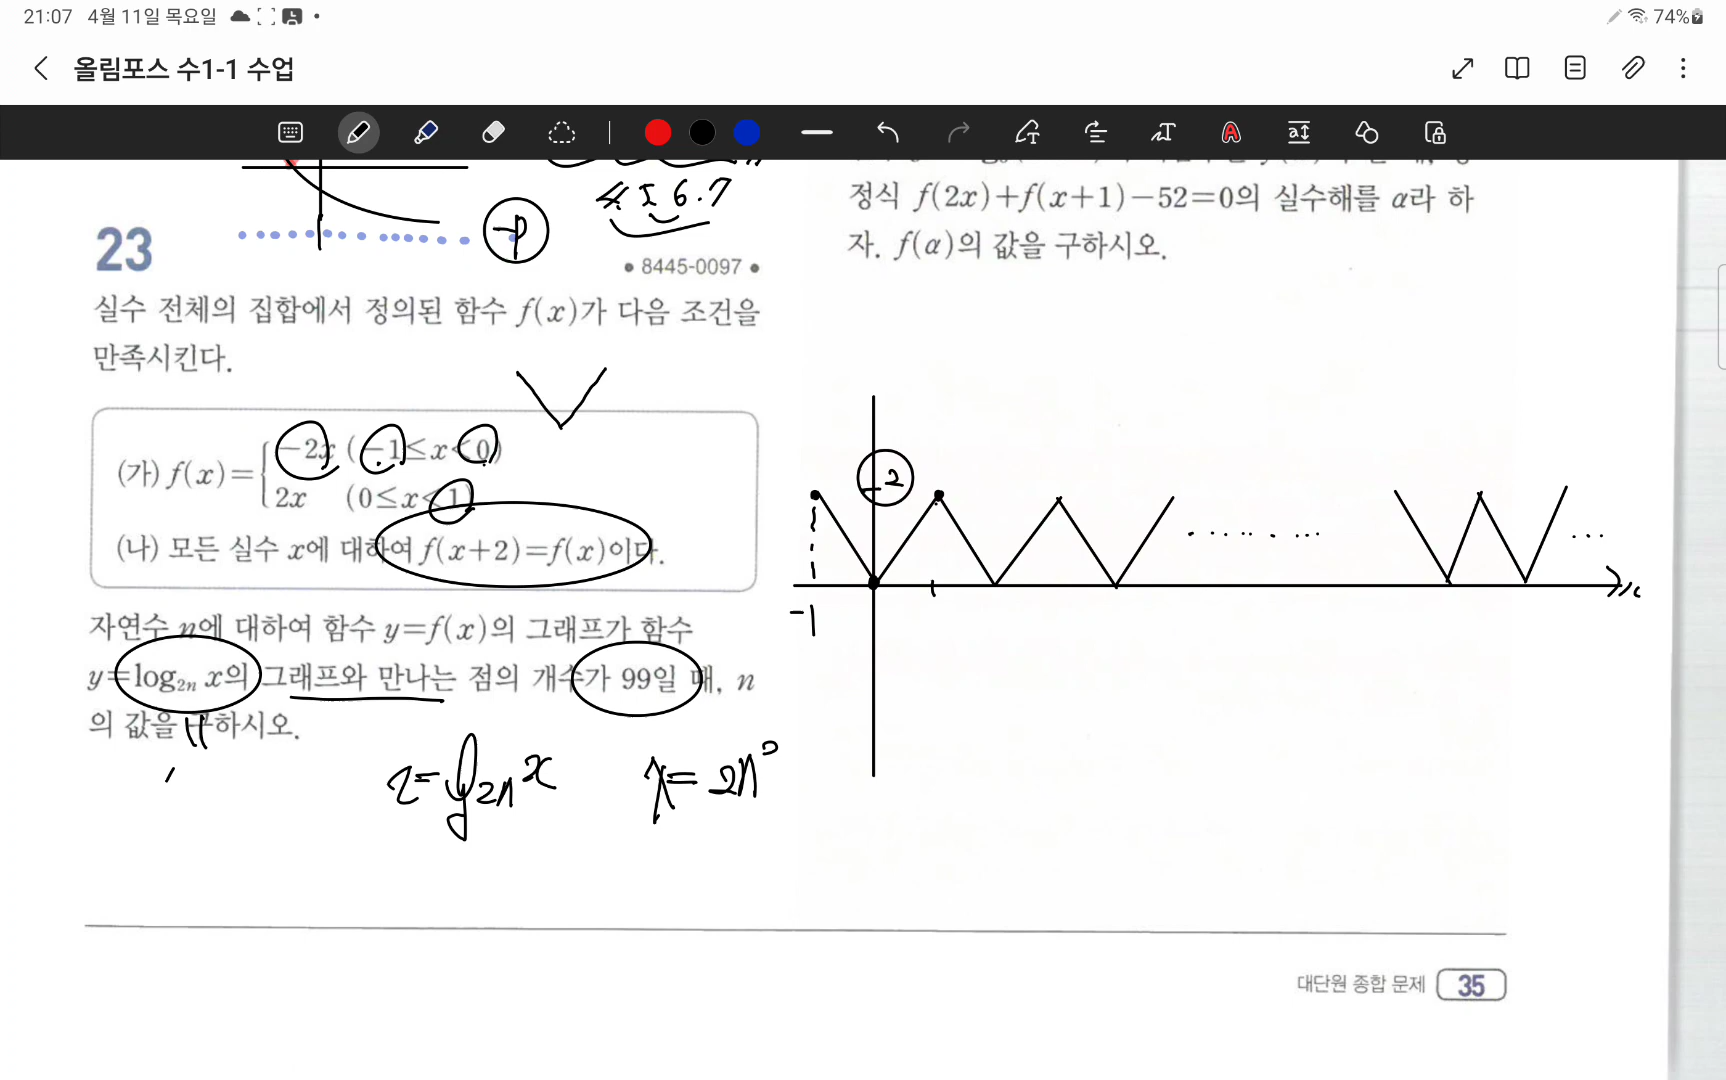 21:07 4월 11일 목요일
74%
올림포스 수1-1 수업
4. 5 6.7
-p
정식 f(2x)+f(x+1)-52=0의 실수해를 α라 하
자. f(α)의 값을 구하시오.
23
• 8445-0097 •
실수 전체의 집합에서 정의된 함수 f(x)가 다음 조건을
만족시킨다.
(가) f(x)={ -2x (-1≤x<0)
2x (0≤x<1)
(나) 모든 실수 x에 대하여 f(x+2)=f(x)이다.
자연수 n에 대하여 함수 y=f(x)의 그래프가 함수
y=log₂ₙ x의 그래프와 만나는 점의 개수가 99일 때, n
의 값을 구하시오.
2
-1
1
x
2=log₂ₙ x
x=2n²
대단원 종합 문제 35